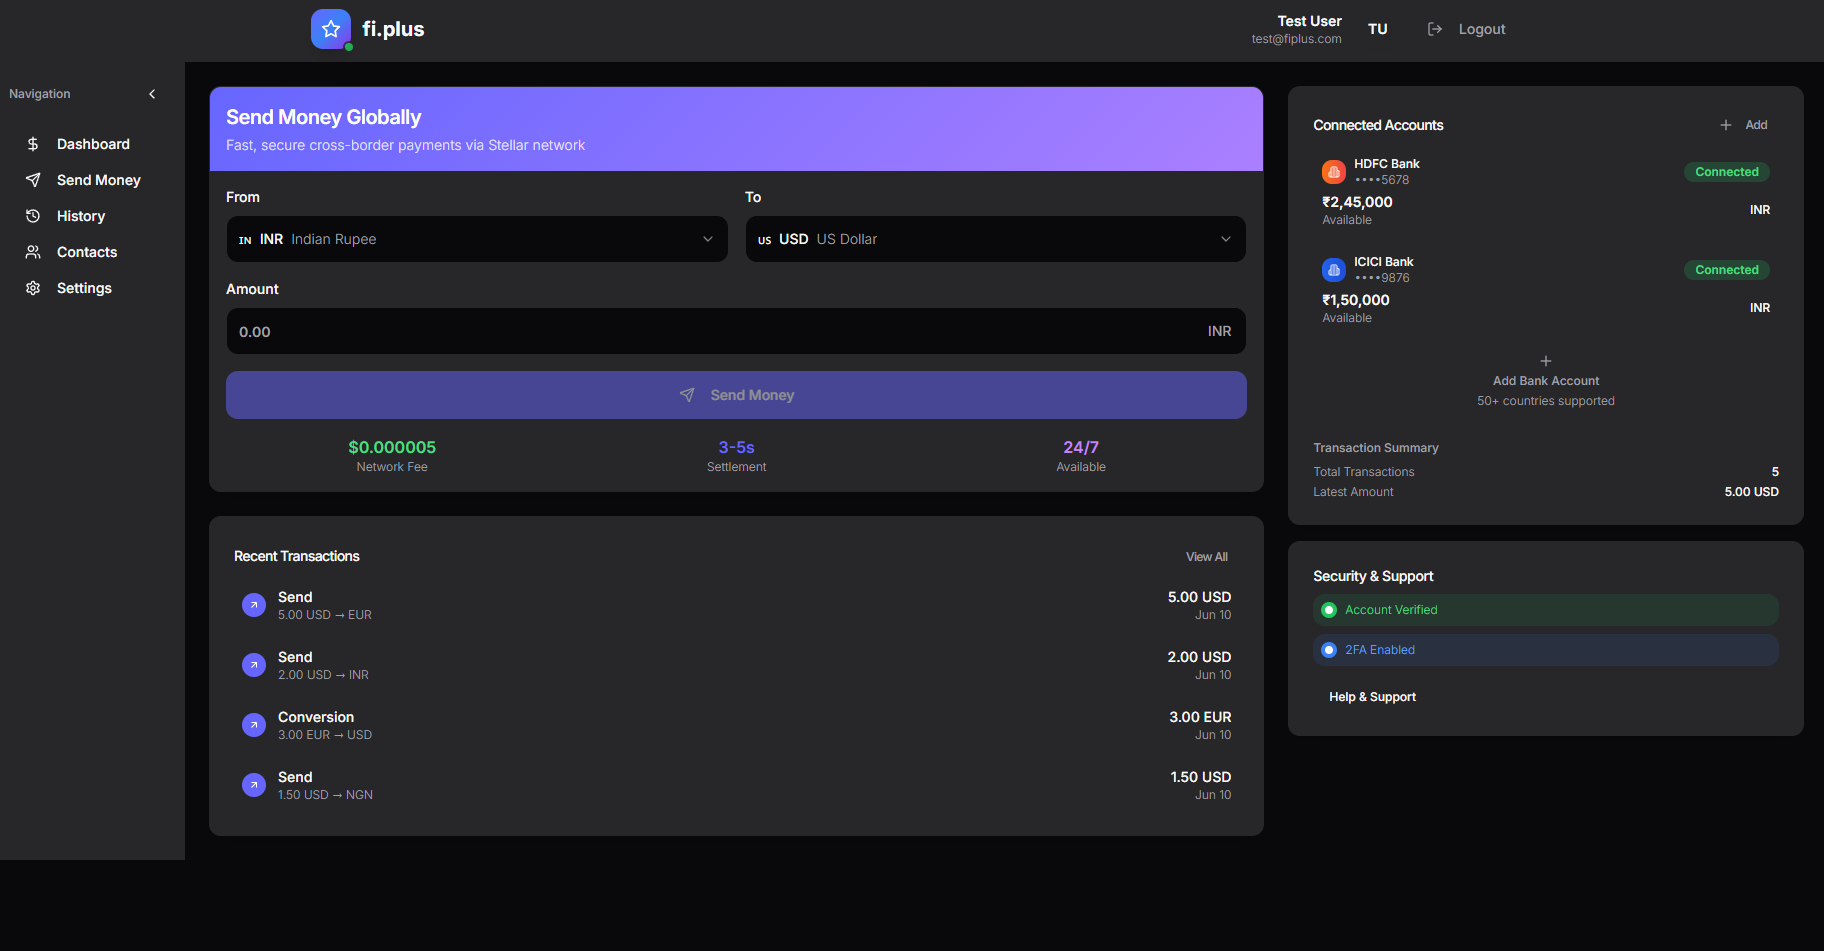 fi.plus
Test User
test@fiplus.com
TU
Logout
Navigation
Dashboard
Send Money
History
Contacts
Settings
Send Money Globally
Fast, secure cross-border payments via Stellar network
From
To
IN INR Indian Rupee
US USD US Dollar
Amount
0.00 INR
Send Money
$0.000005
Network Fee
3-5s
Settlement
24/7
Available
Recent Transactions
View All
Send
5.00 USD → EUR
5.00 USD
Jun 10
Send
2.00 USD → INR
2.00 USD
Jun 10
Conversion
3.00 EUR → USD
3.00 EUR
Jun 10
Send
1.50 USD → NGN
1.50 USD
Jun 10
Connected Accounts
+ Add
HDFC Bank
••••5678
Connected
₹2,45,000
Available
INR
ICICI Bank
••••9876
Connected
₹1,50,000
Available
INR
+
Add Bank Account
50+ countries supported
Transaction Summary
Total Transactions 5
Latest Amount 5.00 USD
Security & Support
Account Verified
2FA Enabled
Help & Support